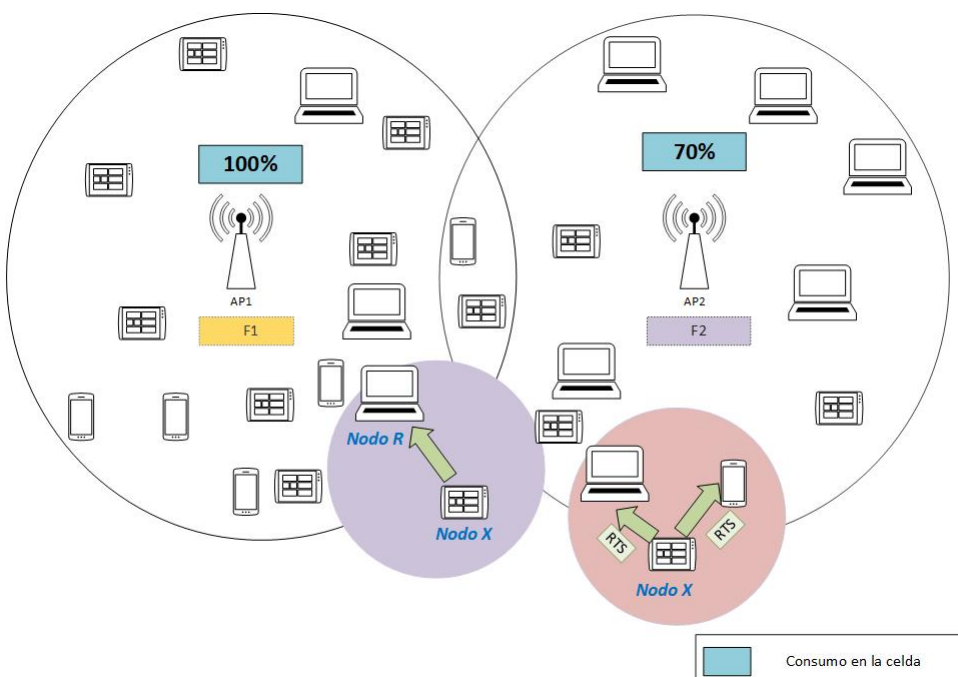 100%
70%
AP1
AP2
F1
F2
Nodo R
Nodo X
RTS
RTS
Nodo X
Consumo en la celda